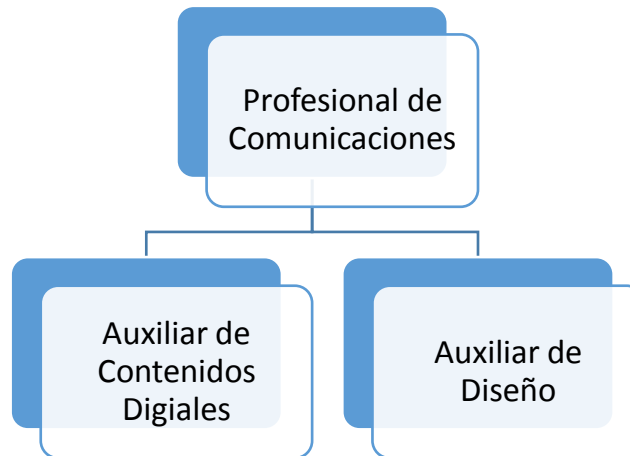 Profesional de
Comunicaciones
Auxiliar de
Contenidos
Digiales
Auxiliar de
Diseño